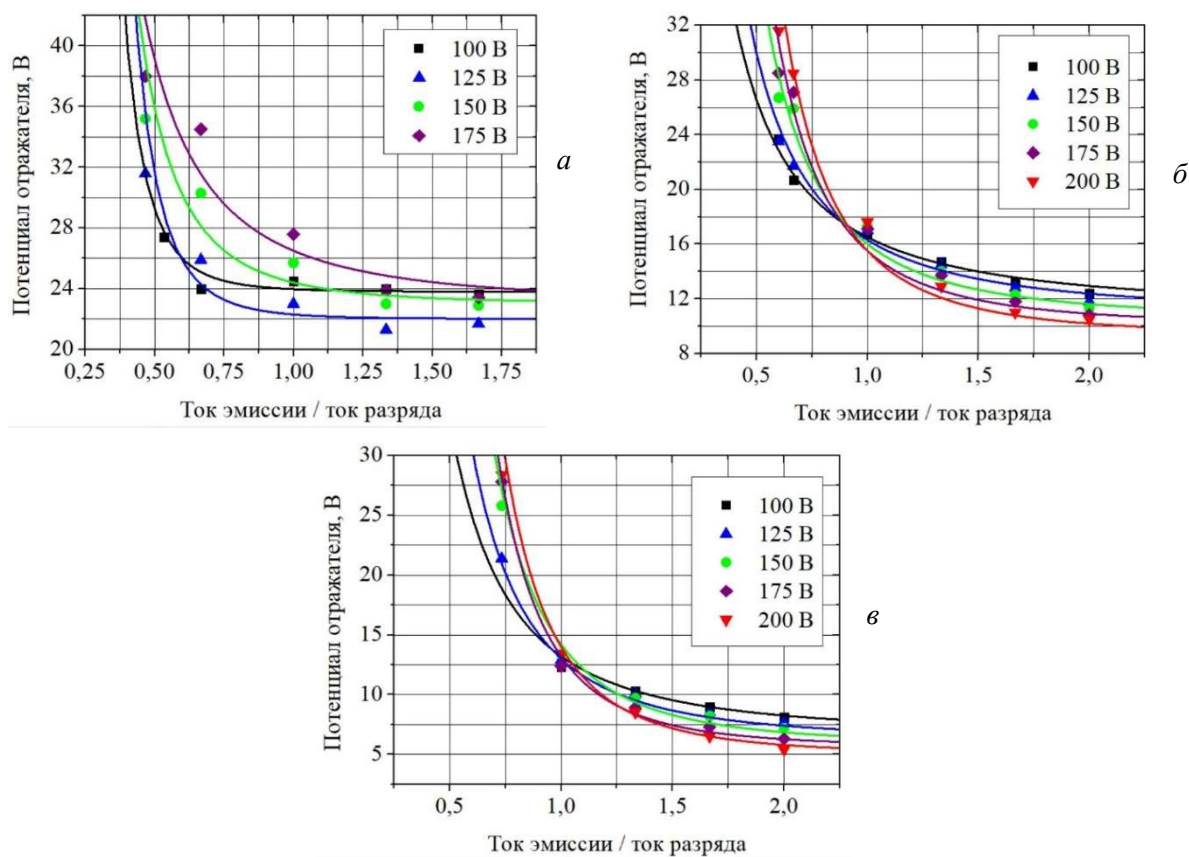 Потенциал отражателя, В
42
40
36
32
28
24
20
0,25 0,50 0,75 1,00 1,25 1,50 1,75
Ток эмиссии / ток разряда
100 В
125 В
150 В
175 В
а
Потенциал отражателя, В
32
28
24
20
16
12
8
0,5 1,0 1,5 2,0
Ток эмиссии / ток разряда
100 В
125 В
150 В
175 В
200 В
б
Потенциал отражателя, В
30
25
20
15
10
5
0,5 1,0 1,5 2,0
Ток эмиссии / ток разряда
100 В
125 В
150 В
175 В
200 В
в